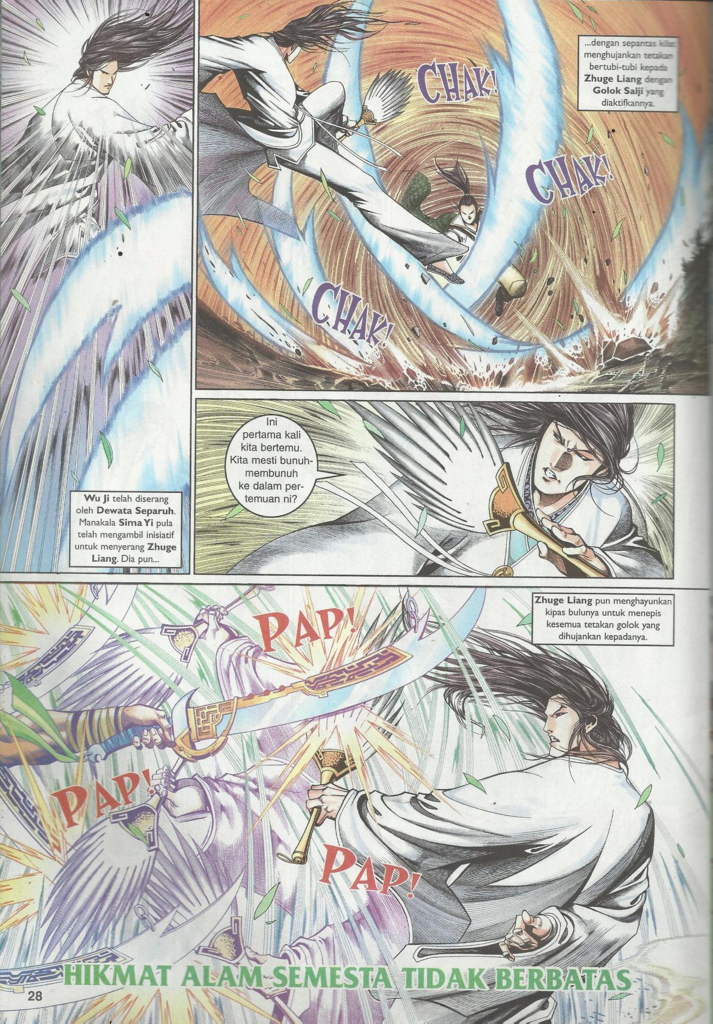 Wu Ji telah diserang
oleh Dewata Separuh.
Manakala Sima Yi pula
telah mengambil inisiatif
untuk menyerang Zhuge
Liang. Dia pun...
...dengan sepantas kilat
menghujankan tetakan
bertubi-tubi kepada
Zhuge Liang dengan
Golok Salji yang
diaktifkannya.
CHAK!
CHAK!
CHAK!
Ini
pertama kali
kita bertemu.
Kita mesti bunuh-
membunuh
ke dalam per-
temuan ni?
Zhuge Liang pun menghayunkan
kipas bulunya untuk menepis
kesemua tetakan golok yang
dihujankan kepadanya.
PAP!
PAP!
PAP!
HIKMAT ALAM SEMESTA TIDAK BERBATAS
28